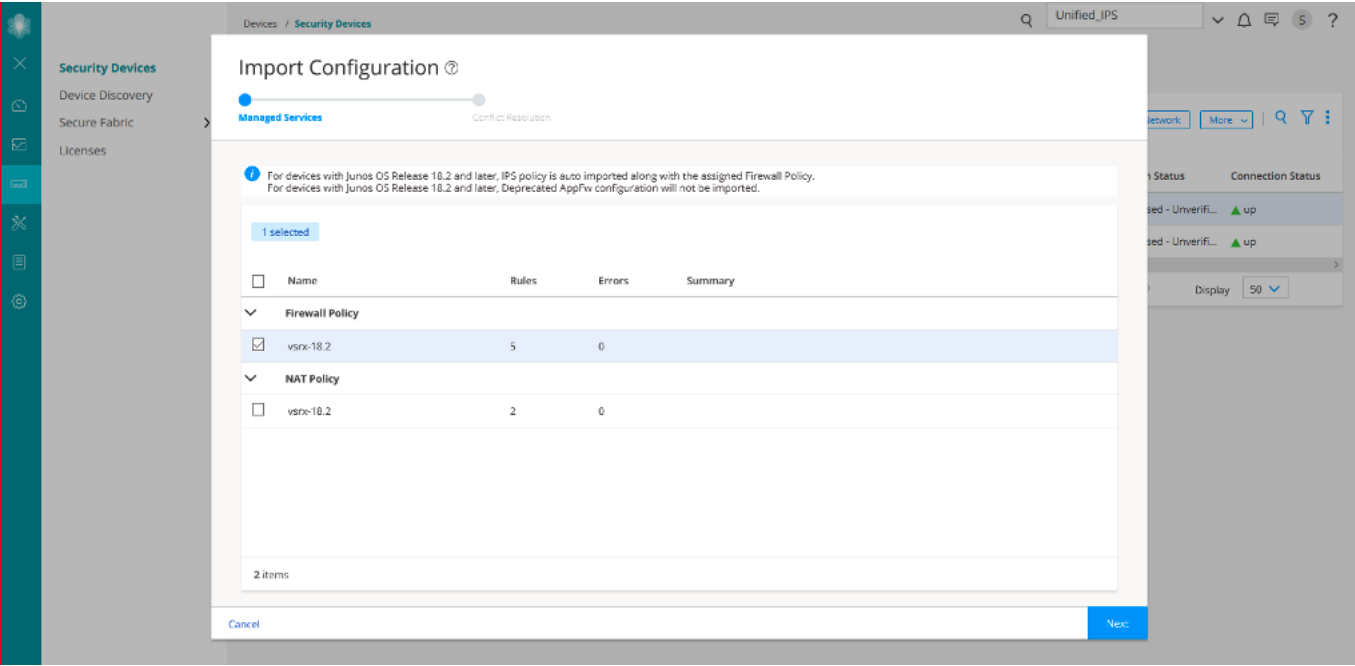 Devices / Security Devices
Unified_IPS
S ?
Security Devices
Device Discovery
Secure Fabric
Licenses
Import Configuration ?
Managed Services
Conflict Resolution
For devices with Junos OS Release 18.2 and later, IPS policy is auto imported along with the assigned Firewall Policy.
For devices with Junos OS Release 18.2 and later, Deprecated AppFw configuration will not be imported.
1 selected
Name Rules Errors Summary
Firewall Policy
vsrx-18.2 5 0
NAT Policy
vsrx-18.2 2 0
2 items
Cancel
Next
More
Status Connection Status
sed - Unverifi... up
sed - Unverifi... up
Display 50